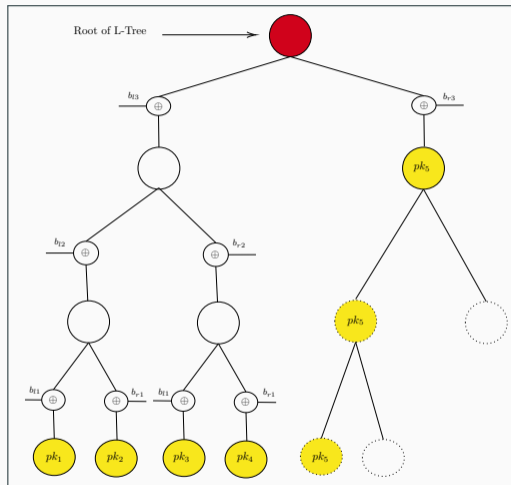 Root of L-Tree
b_{l3} ⊕ ⊕ b_{r3}
pk_5
b_{l2} ⊕ b_{r2} ⊕
pk_5
b_{l1} ⊕ ⊕ b_{r1} b_{l1} ⊕ ⊕ b_{r1}
pk_1 pk_2 pk_3 pk_4 pk_5